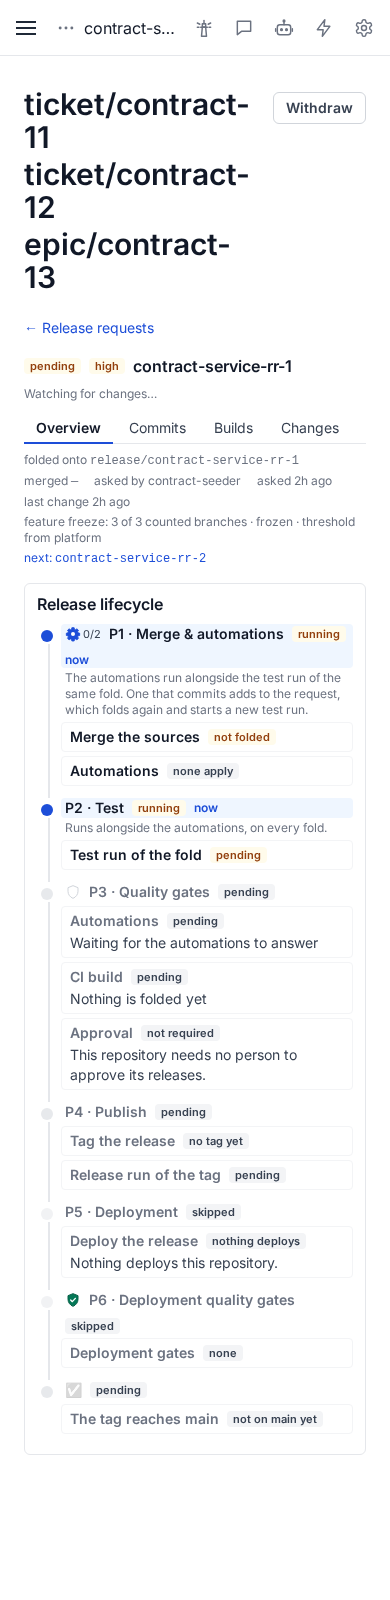 contract-s...
ticket/contract-
11
Withdraw
ticket/contract-
12
epic/contract-
13
← Release requests
pending high contract-service-rr-1
Watching for changes…
Overview Commits Builds Changes
folded onto release/contract-service-rr-1
merged — asked by contract-seeder asked 2h ago
last change 2h ago
feature freeze: 3 of 3 counted branches · frozen · threshold
from platform
next: contract-service-rr-2
Release lifecycle
0/2 P1 · Merge & automations running
now
The automations run alongside the test run of the
same fold. One that commits adds to the request,
which folds again and starts a new test run.
Merge the sources not folded
Automations none apply
P2 · Test running now
Runs alongside the automations, on every fold.
Test run of the fold pending
P3 · Quality gates pending
Automations pending
Waiting for the automations to answer
CI build pending
Nothing is folded yet
Approval not required
This repository needs no person to
approve its releases.
P4 · Publish pending
Tag the release no tag yet
Release run of the tag pending
P5 · Deployment skipped
Deploy the release nothing deploys
Nothing deploys this repository.
P6 · Deployment quality gates
skipped
Deployment gates none
pending
The tag reaches main not on main yet